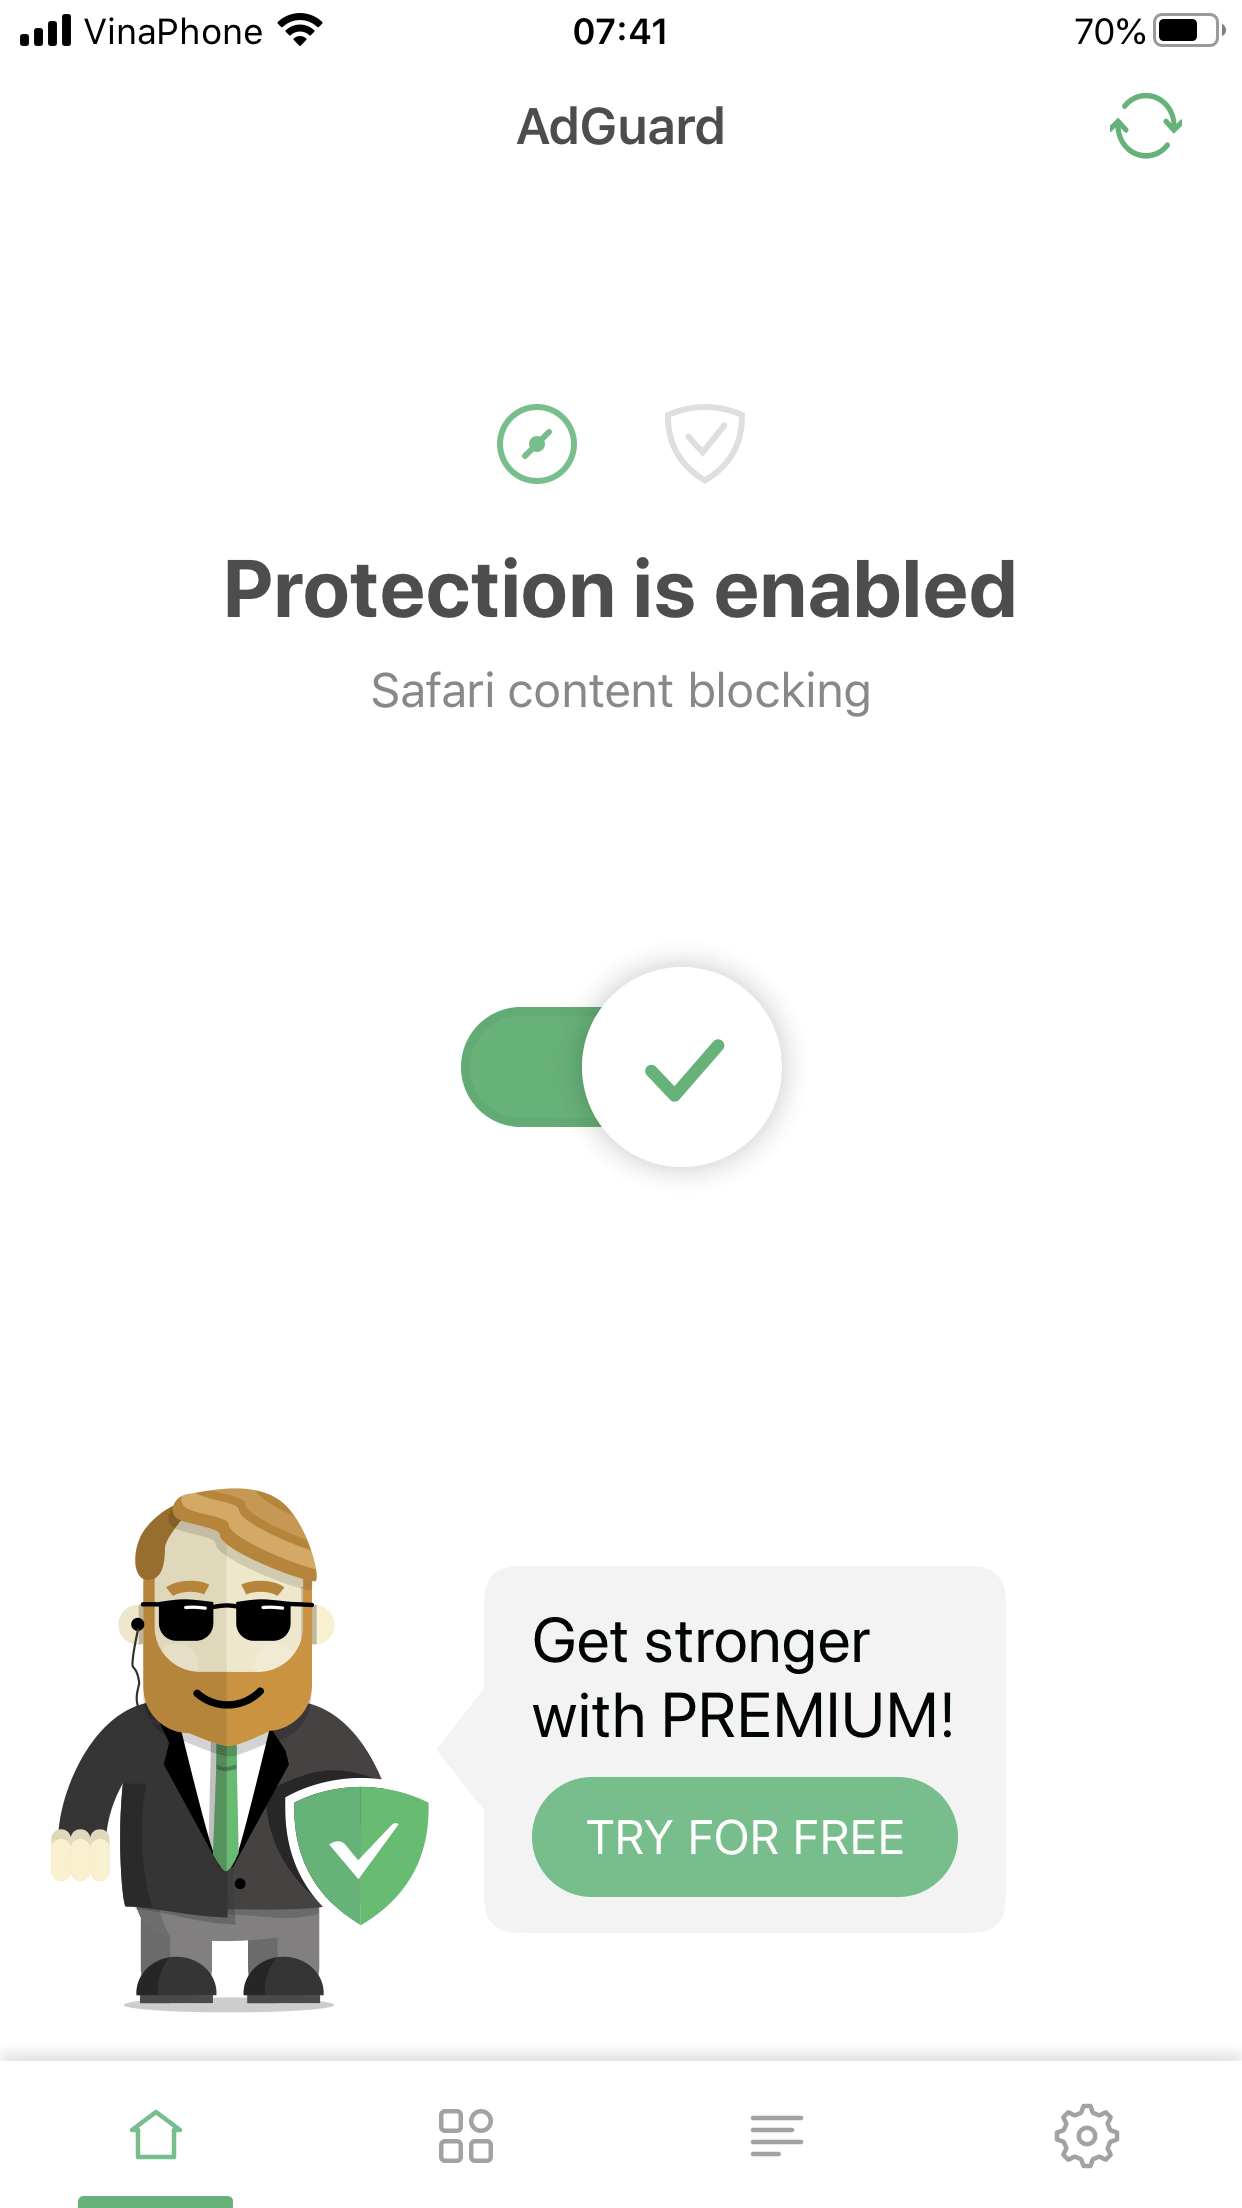 VinaPhone
07:41
70%
AdGuard
Protection is enabled
Safari content blocking
Get stronger
with PREMIUM!
TRY FOR FREE